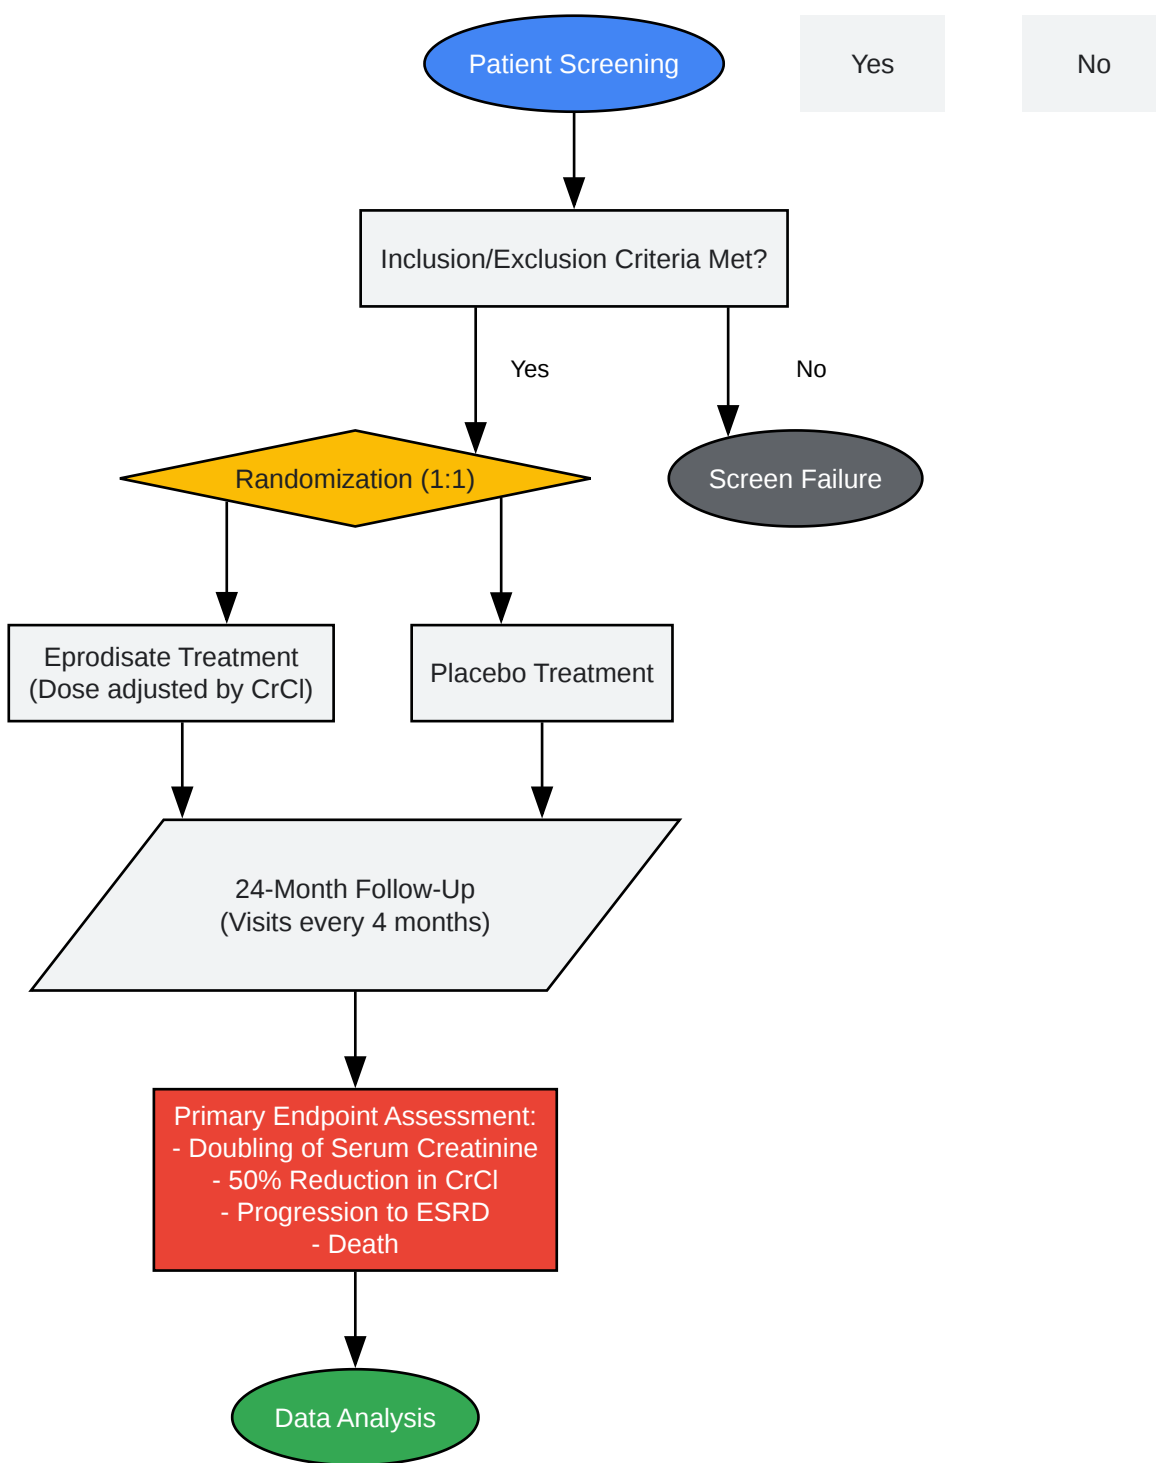 Patient Screening
Yes
No
Inclusion/Exclusion Criteria Met?
Yes
No
Randomization (1:1)
Screen Failure
Eprodisate Treatment
(Dose adjusted by CrCl)
Placebo Treatment
24-Month Follow-Up
(Visits every 4 months)
Primary Endpoint Assessment:
- Doubling of Serum Creatinine
- 50% Reduction in CrCl
- Progression to ESRD
- Death
Data Analysis